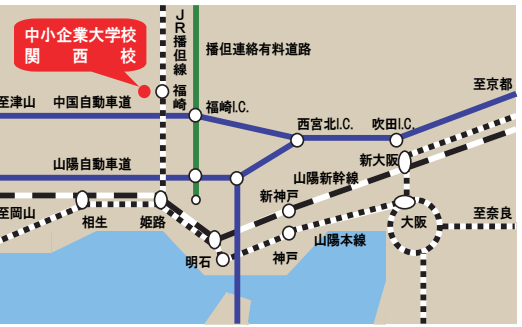 中小企業大学校
関西校
JR播但線
播但連絡有料道路
至京都
福崎
至津山
中国自動車道
福崎I.C.
西宮北I.C.
吹田I.C.
山陽自動車道
新大阪
山陽新幹線
新神戸
至岡山
相生
姫路
大阪
至奈良
山陽本線
明石
神戸